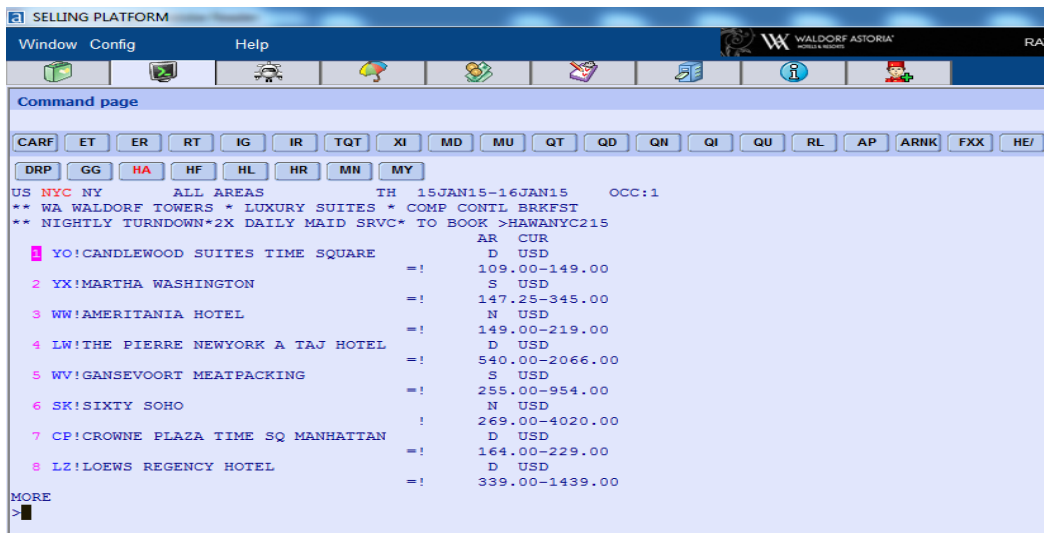 a SELLING PLATFORM
Window Config Help WALDORF ASTORIA HOTELS & RESORTS RA
Command page
CARF ET ER RT IG IR TQT XI MD MU QT QD QN QI QU RL AP ARNK FXX HE/
DRP GG HA HF HL HR MN MY
US NYC NY ALL AREAS TH 15JAN15-16JAN15 OCC:1
** WA WALDORF TOWERS * LUXURY SUITES * COMP CONTL BRKFST
** NIGHTLY TURNDOWN*2X DAILY MAID SRVC* TO BOOK >HAWANYC215
AR CUR
1 YO!CANDLEWOOD SUITES TIME SQUARE D USD
=! 109.00-149.00
2 YX!MARTHA WASHINGTON S USD
=! 147.25-345.00
3 WW!AMERITANIA HOTEL N USD
=! 149.00-219.00
4 LW!THE PIERRE NEWYORK A TAJ HOTEL D USD
=! 540.00-2066.00
5 WV!GANSEVOORT MEATPACKING S USD
=! 255.00-954.00
6 SK!SIXTY SOHO N USD
! 269.00-4020.00
7 CP!CROWNE PLAZA TIME SQ MANHATTAN D USD
=! 164.00-229.00
8 LZ!LOEWS REGENCY HOTEL D USD
=! 339.00-1439.00
MORE
>